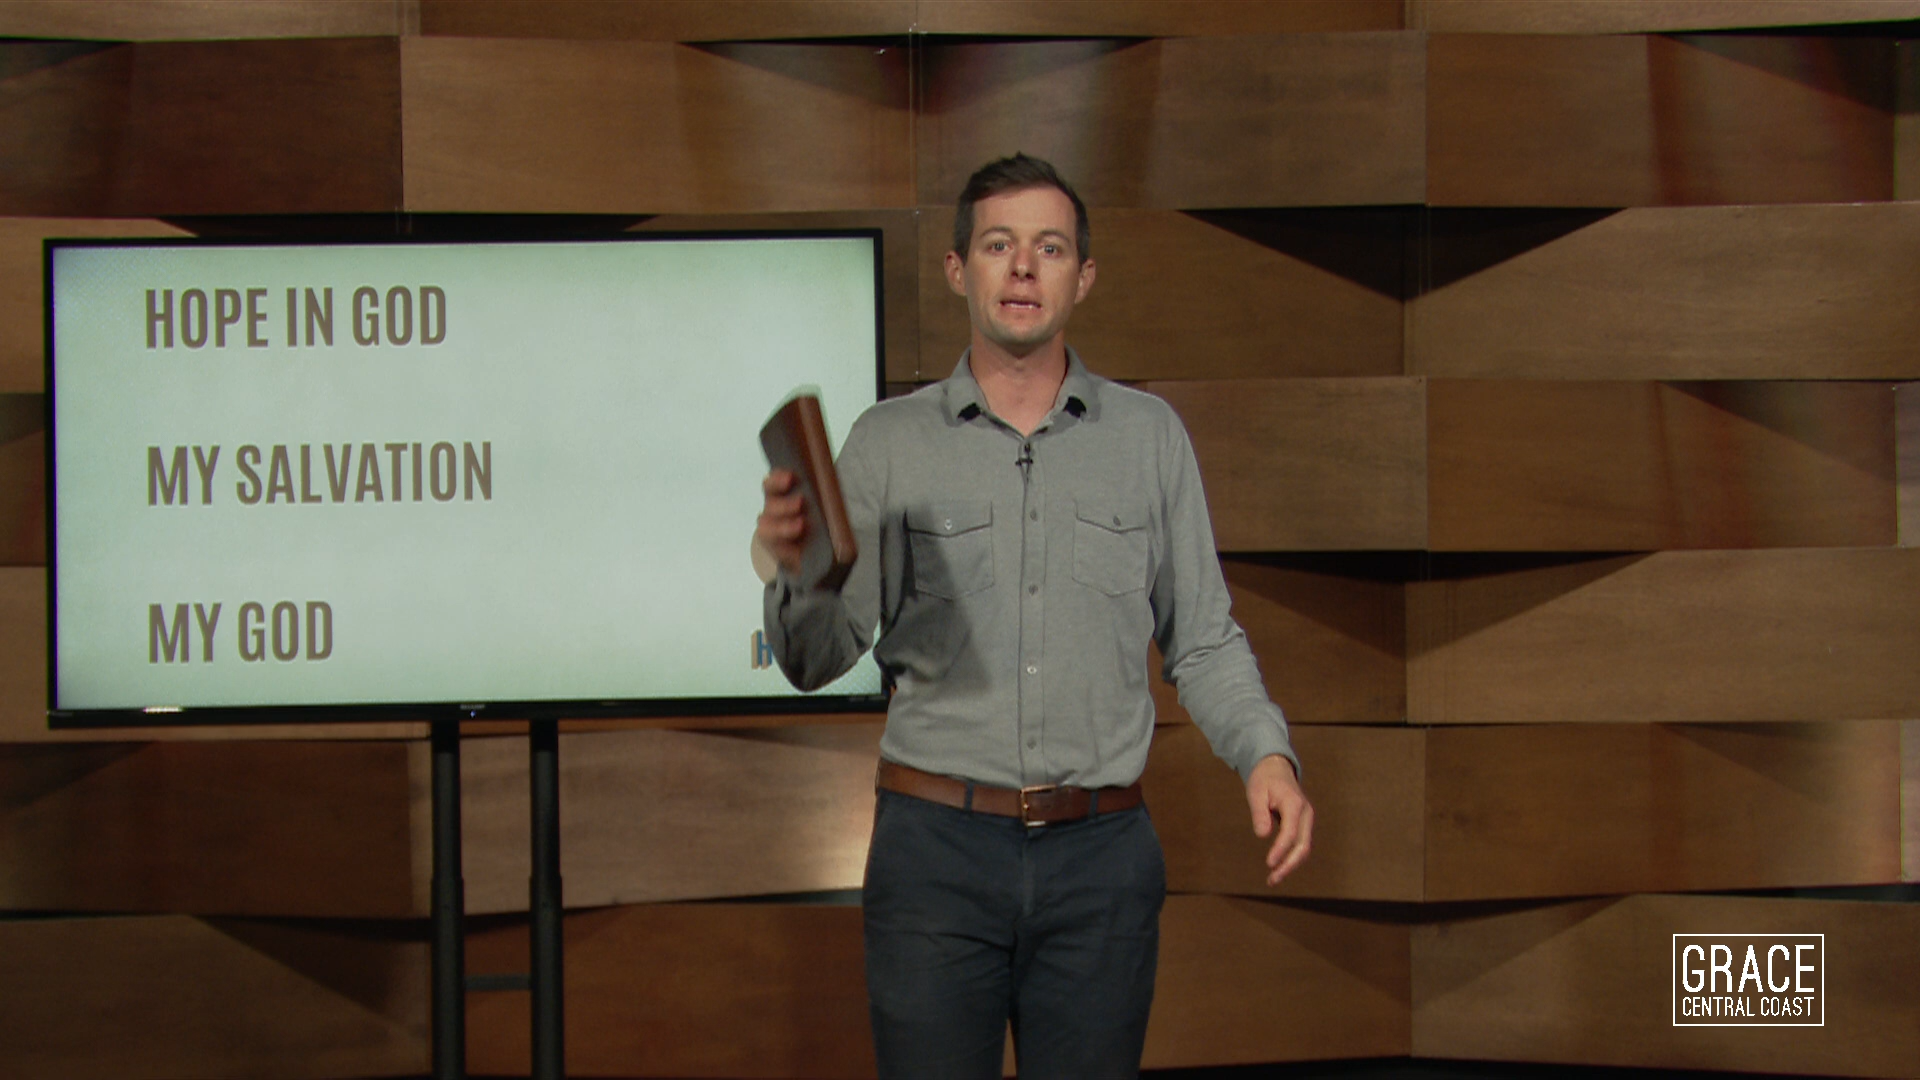 HOPE IN GOD
MY SALVATION
MY GOD
GRACE
CENTRAL COAST